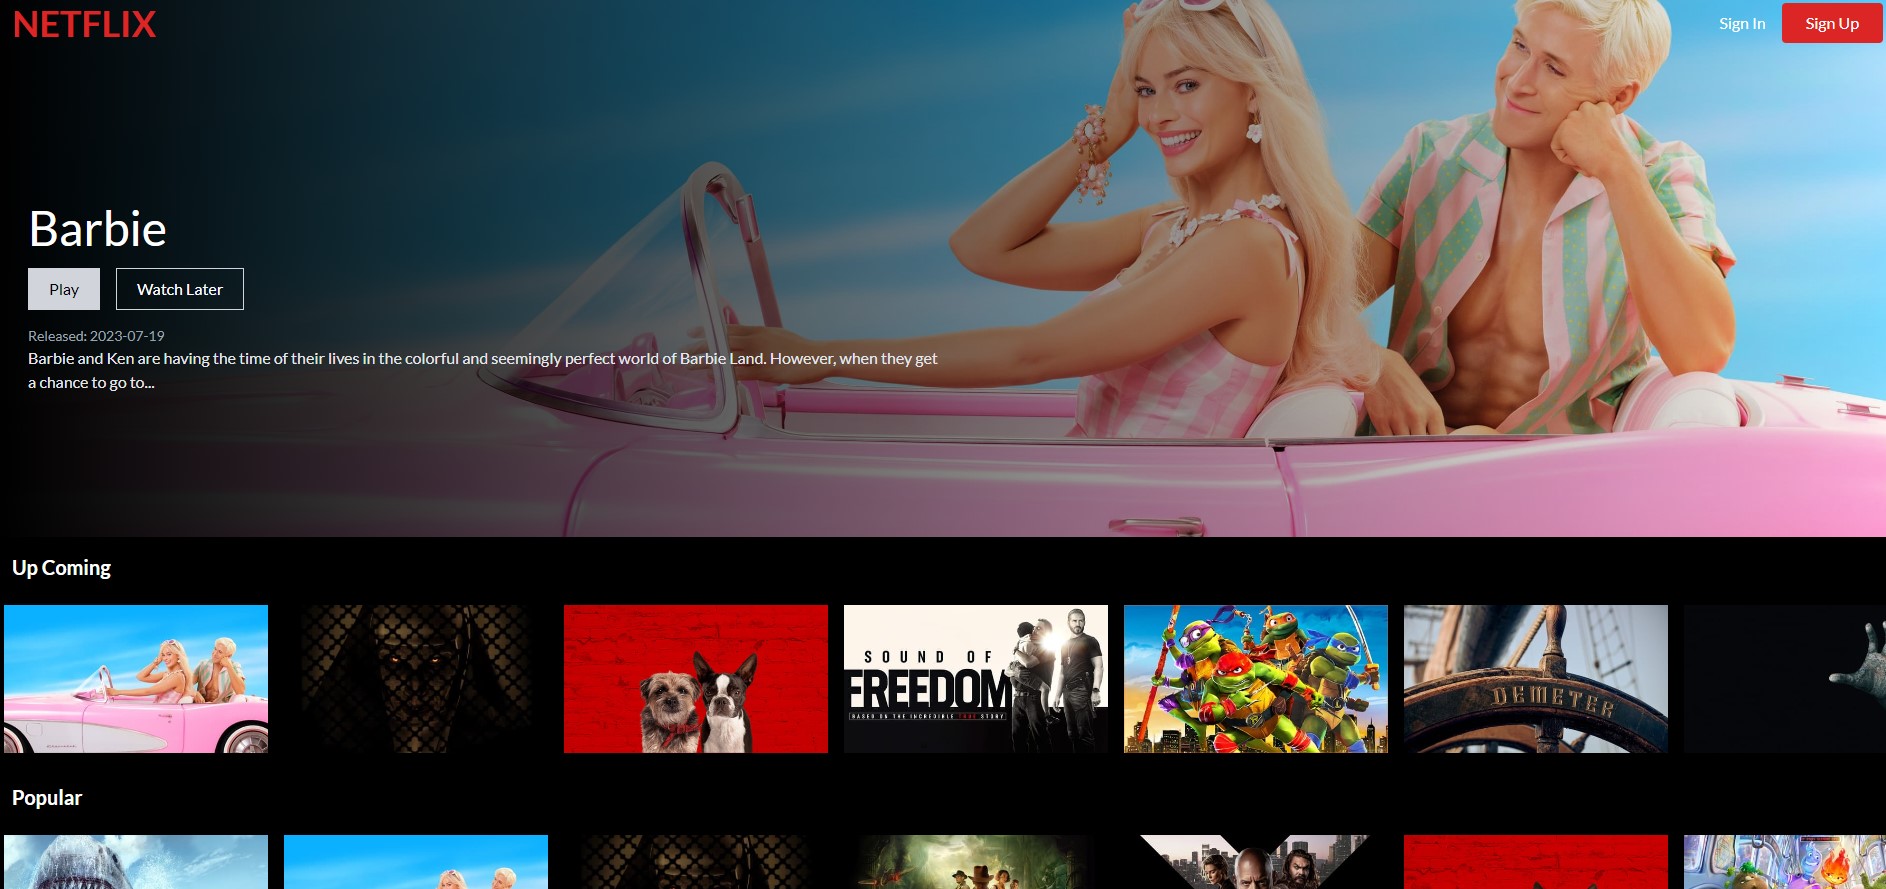 NETFLIX
Sign In
Sign Up
Barbie
Play
Watch Later
Released: 2023-07-19
Barbie and Ken are having the time of their lives in the colorful and seemingly perfect world of Barbie Land. However, when they get
a chance to go to...
Up Coming
SOUND OF
FREEDOM
BASED ON THE INCREDIBLE TRUE STORY
DEMETER
Popular